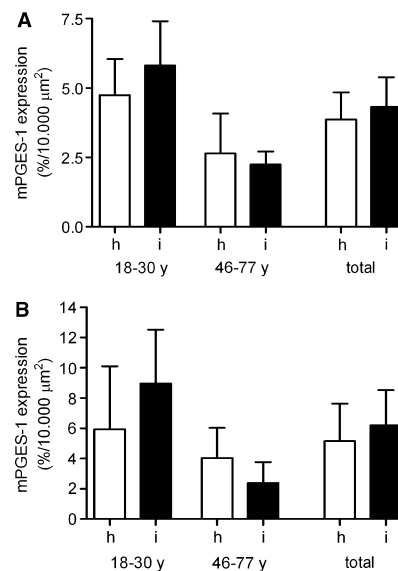 A
mPGES-1 expression
(%/10.000 µm²)
7.5
5.0
2.5
0.0
h i h i h i
18-30 y 46-77 y total
B
mPGES-1 expression
(%/10.000 µm²)
14
12
10
8
6
4
2
0
h i h i h i
18-30 y 46-77 y total